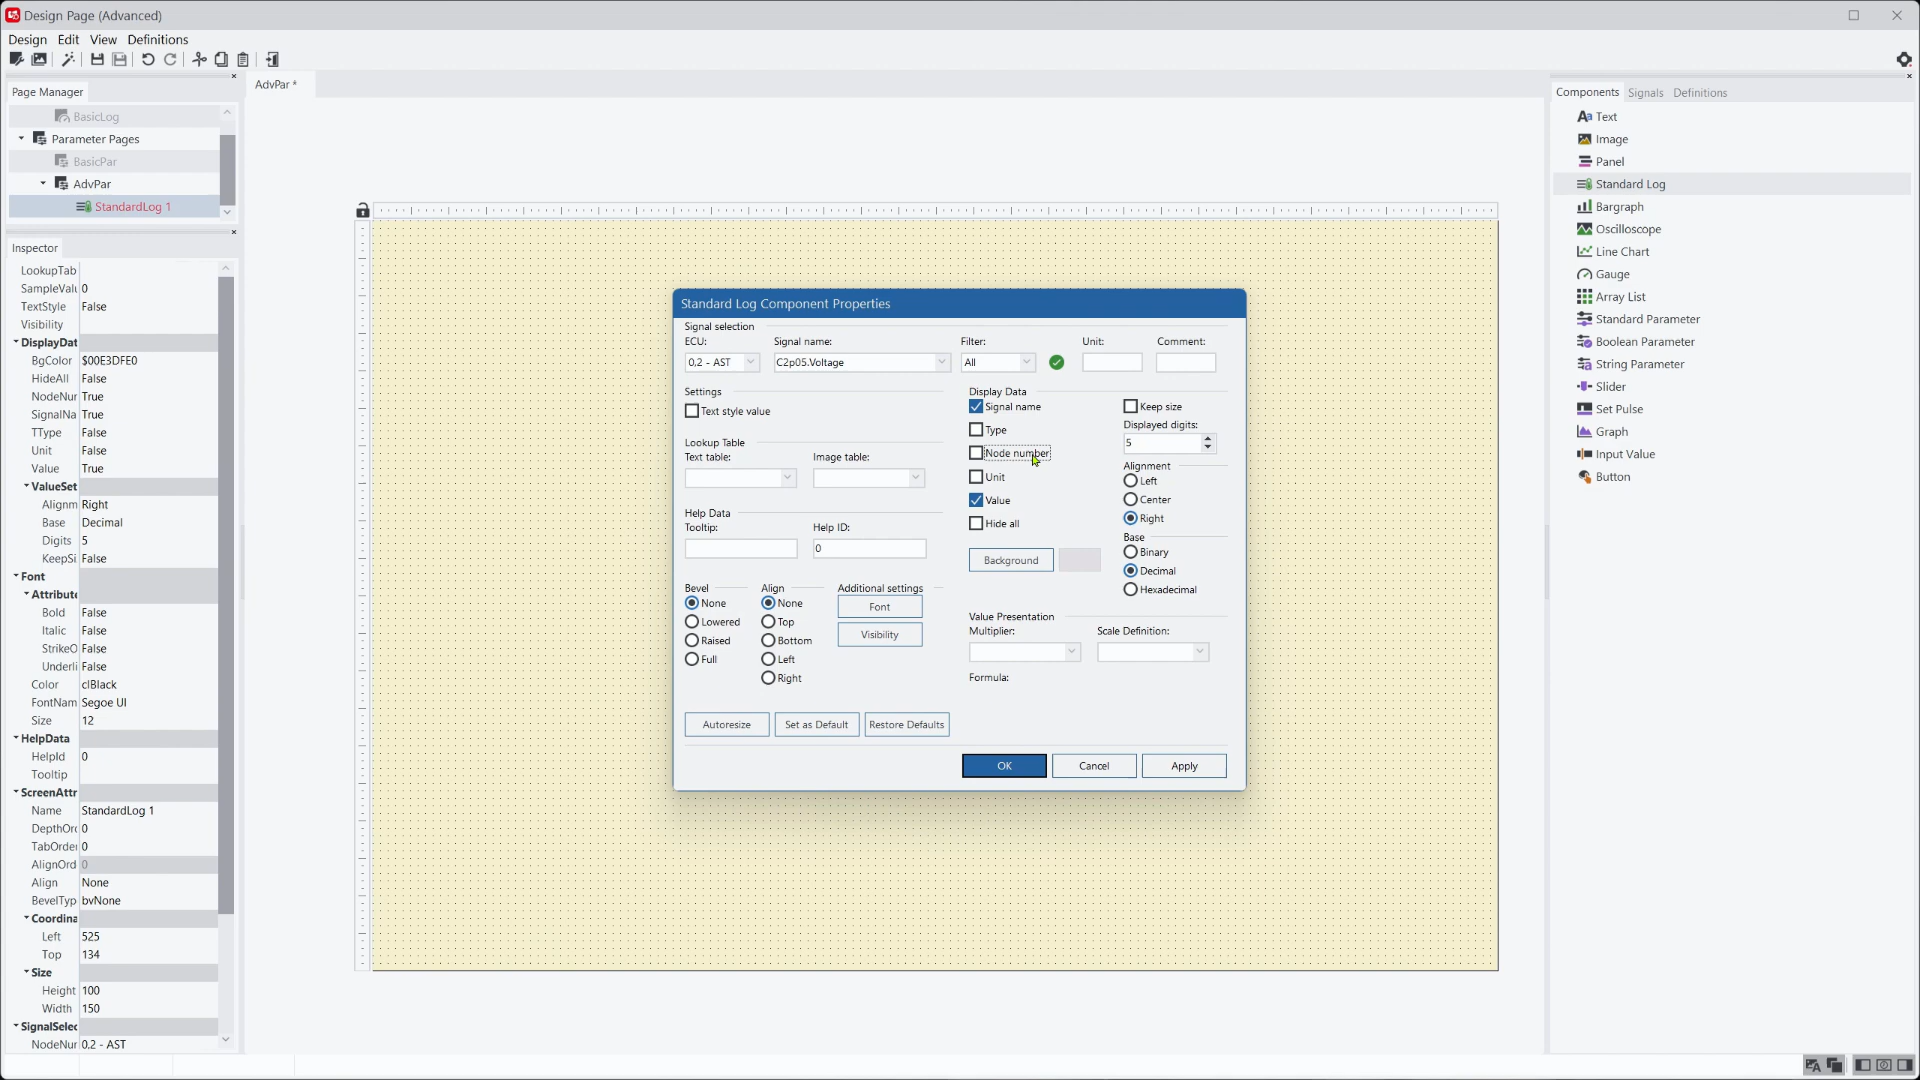 Design Page (Advanced)
Design Edit View Definitions
Page Manager
BasicLog
Parameter Pages
BasicPar
AdvPar
StandardLog 1
Inspector
LookupTab
SampleValu 0
TextStyle False
Visibility
DisplayDat
BgColor $00E3DFE0
HideAll False
NodeNur True
SignalNa True
TType False
Unit False
Value True
ValueSet
Alignm Right
Base Decimal
Digits 5
KeepSi False
Font
Attribute
Bold False
Italic False
StrikeO False
Underli False
Color clBlack
FontNam Segoe UI
Size 12
HelpData
HelpId 0
Tooltip
ScreenAttr
Name StandardLog 1
DepthOrc 0
TabOrder 0
AlignOrd 0
Align None
BevelTyp bvNone
Coordina
Left 525
Top 134
Size
Height 100
Width 150
SignalSelec
NodeNur 0,2 - AST
AdvPar *
Standard Log Component Properties
Signal selection
ECU: Signal name: Filter: Unit: Comment:
0,2 - AST C2p05.Voltage All
Settings
Text style value
Lookup Table
Text table: Image table:
Help Data
Tooltip: Help ID:
0
Bevel
None
Lowered
Raised
Full
Align
None
Top
Bottom
Left
Right
Additional settings
Font
Visibility
Display Data
Signal name
Type
Node number
Unit
Value
Hide all
Background
Keep size
Displayed digits:
5
Alignment
Left
Center
Right
Base
Binary
Decimal
Hexadecimal
Value Presentation
Multiplier: Scale Definition:
Formula:
Autoresize Set as Default Restore Defaults
OK Cancel Apply
Components Signals Definitions
Text
Image
Panel
Standard Log
Bargraph
Oscilloscope
Line Chart
Gauge
Array List
Standard Parameter
Boolean Parameter
String Parameter
Slider
Set Pulse
Graph
Input Value
Button